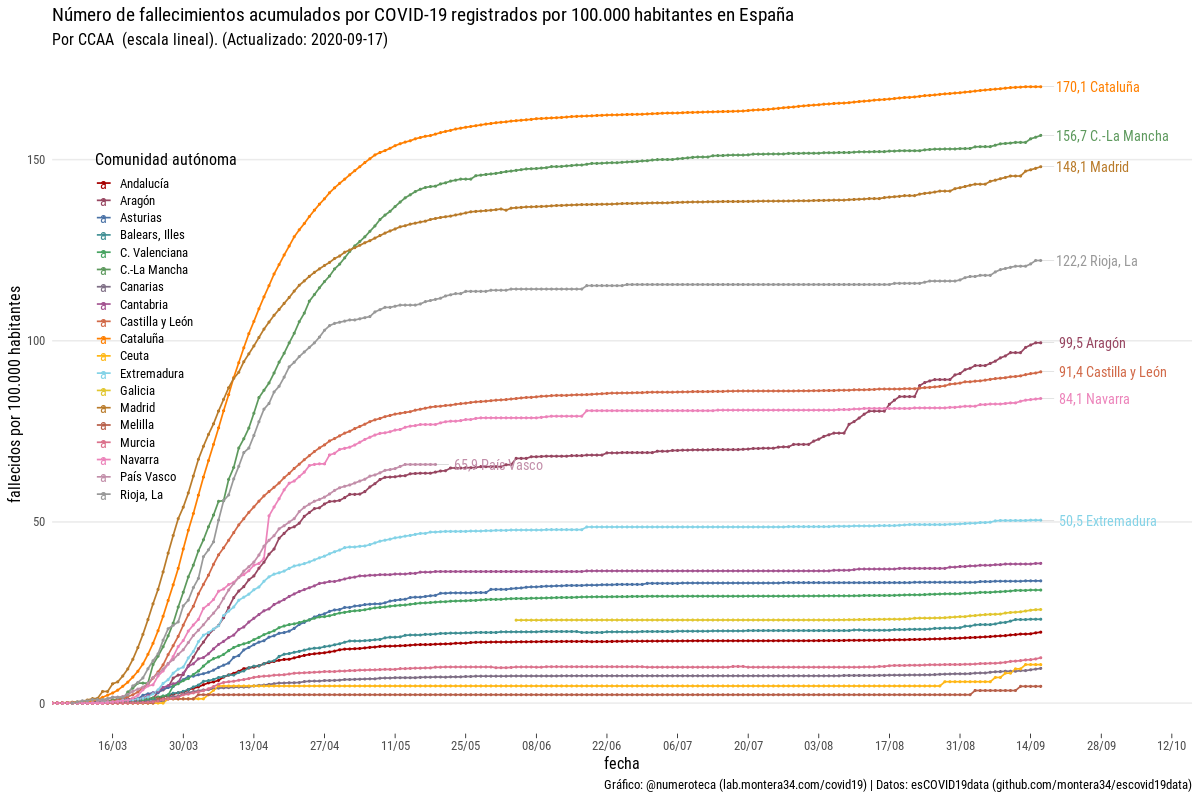 Número de fallecimientos acumulados por COVID-19 registrados por 100.000 habitantes en España
Por CCAA (escala lineal). (Actualizado: 2020-09-17)
fallecidos por 100.000 habitantes
150
100
50
0
Comunidad autónoma
Andalucía
Aragón
Asturias
Balears, Illes
C. Valenciana
C.-La Mancha
Canarias
Cantabria
Castilla y León
Cataluña
Ceuta
Extremadura
Galicia
Madrid
Melilla
Murcia
Navarra
País Vasco
Rioja, La
170,1 Cataluña
156,7 C.-La Mancha
148,1 Madrid
122,2 Rioja, La
99,5 Aragón
91,4 Castilla y León
84,1 Navarra
65,9 País Vasco
50,5 Extremadura
16/03 30/03 13/04 27/04 11/05 25/05 08/06 22/06 06/07 20/07 03/08 17/08 31/08 14/09 28/09 12/10
fecha
Gráfico: @numeroteca (lab.montera34.com/covid19) | Datos: esCOVID19data (github.com/montera34/escovid19data)